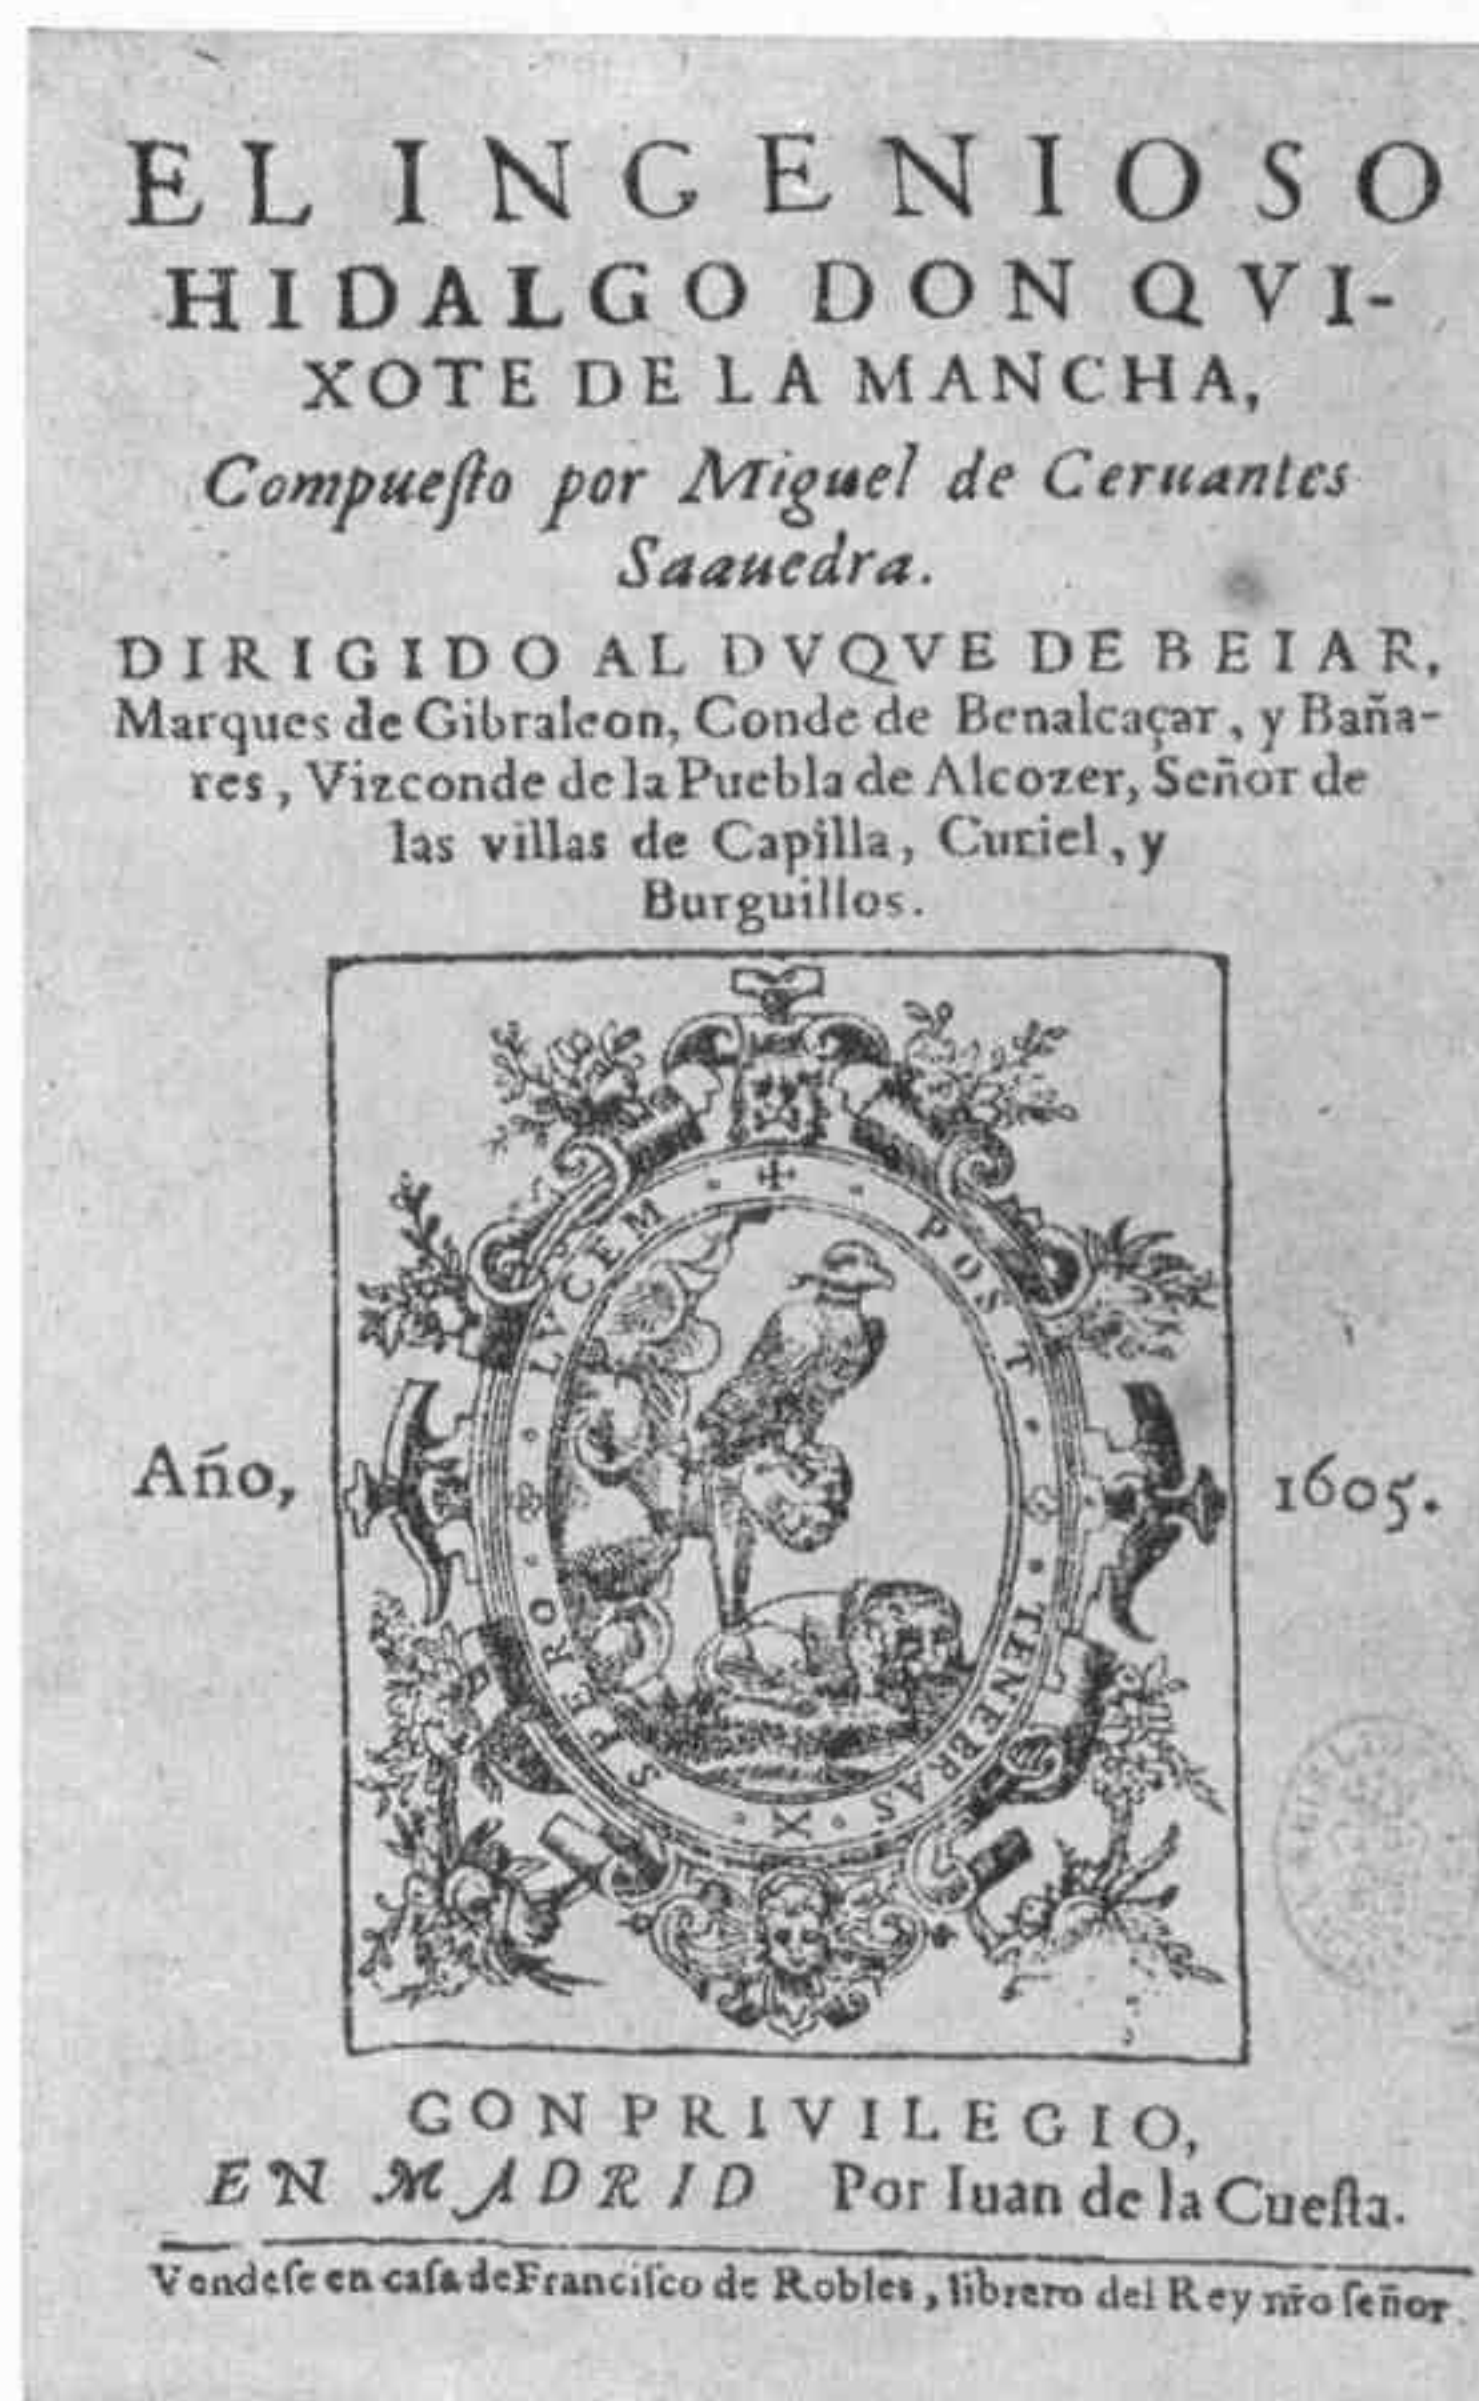 EL INGENIOSO
HIDALGO DON QVI-
XOTE DE LA MANCHA,
Compueſto por Miguel de Ceruantes
Saauedra.
DIRIGIDO AL DVQVE DE BEIAR,
Marques de Gibraleon, Conde de Benalcaçar, y Baña-
res, Vizconde de la Puebla de Alcozer, Señor de
las villas de Capilla, Curiel, y
Burguillos.
POST TENEBRAS SPERO LVCEM
Año, 1605.
CON PRIVILEGIO,
EN MADRID Por Iuan de la Cueſta.
Vendeſe en caſa de Franciſco de Robles, librero del Rey nr̃o ſeñor